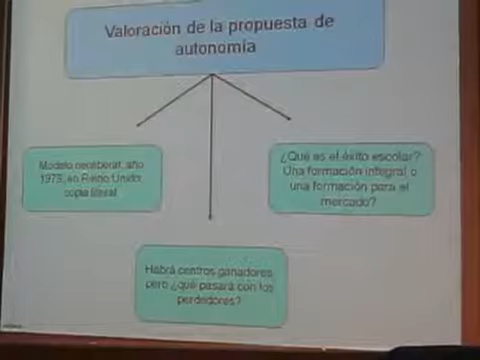 Valoración de la propuesta de
autonomía
Modelo neoliberal, año
1979, en Reino Unido
copia literal
¿Qué es el éxito escolar?
Una formación integral o
una formación para el
mercado?
Habrá centros ganadores
pero ¿qué pasará con los
perdedores?